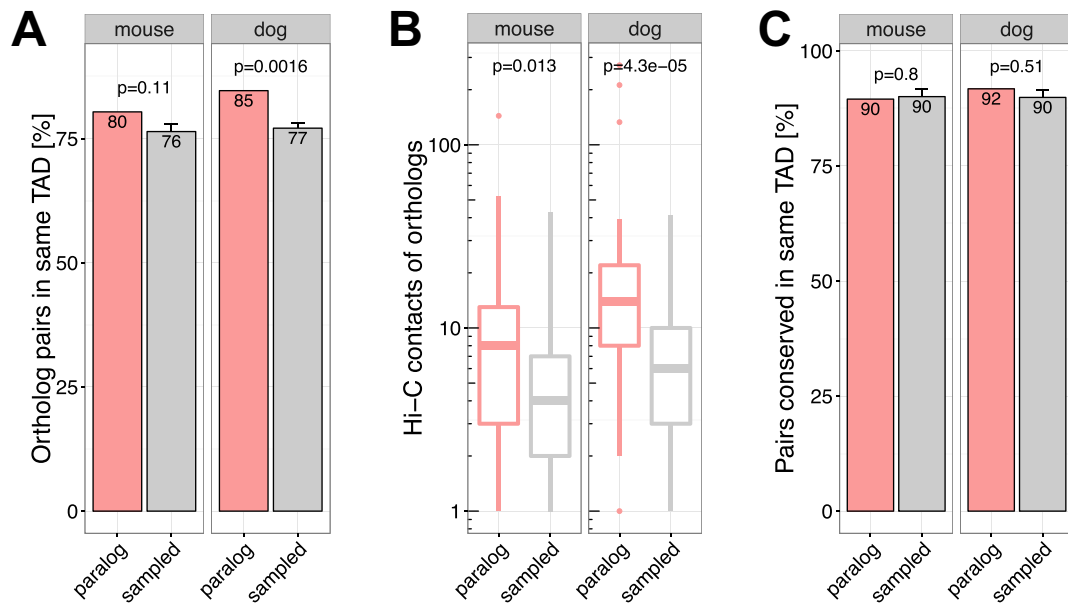 A
mouse
dog
p=0.11
p=0.0016
80
76
85
77
Ortholog pairs in same TAD [%]
75
50
25
0
paralog
sampled
paralog
sampled
B
mouse
dog
p=0.013
p=4.3e−05
Hi−C contacts of orthologs
100
10
1
paralog
sampled
paralog
sampled
C
mouse
dog
p=0.8
p=0.51
90
90
92
90
Pairs conserved in same TAD [%]
100
75
50
25
0
paralog
sampled
paralog
sampled